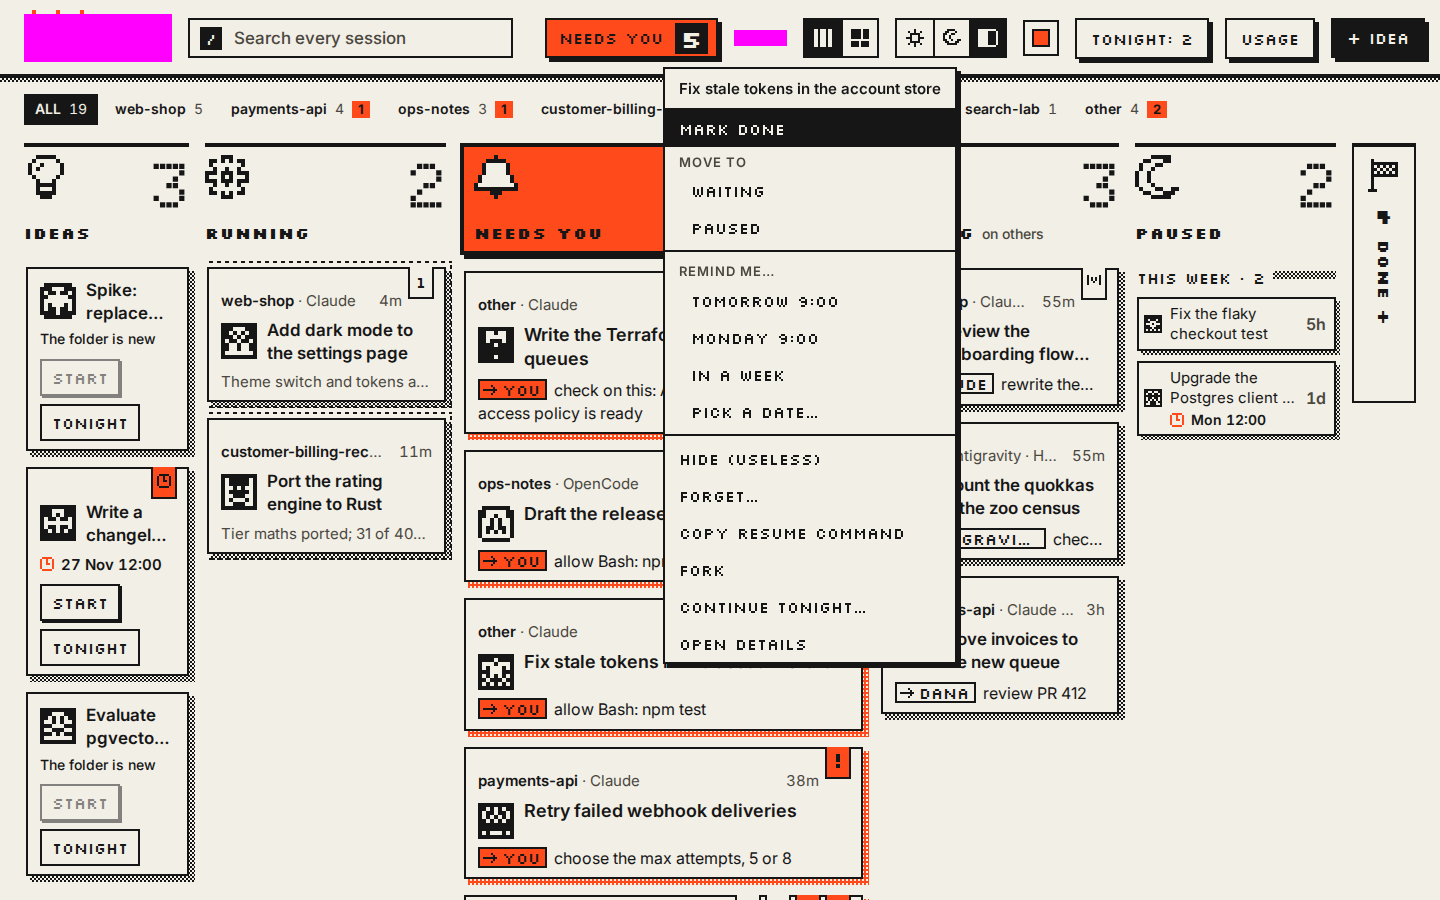 / Search every session
NEEDS YOU 5
TONIGHT: 2
USAGE
+ IDEA
ALL 19
web-shop 5
payments-api 4 1
ops-notes 3 1
customer-billing-
search-lab 1
other 4 2
3
IDEAS
Spike:
replace...
The folder is new
START
TONIGHT
Write a
changel...
27 Nov 12:00
START
TONIGHT
Evaluate
pgvecto...
The folder is new
START
TONIGHT
2
RUNNING
1
web-shop · Claude 4m
Add dark mode to
the settings page
Theme switch and tokens a...
customer-billing-rec... 11m
Port the rating
engine to Rust
Tier maths ported; 31 of 40...
NEEDS YOU
other · Claude
Write the Terrafo
queues
→ YOU check on this:
access policy is ready
ops-notes · OpenCode
Draft the release
→ YOU allow Bash: np
other · Claude
Fix stale tokens
→ YOU allow Bash: npm test
!
payments-api · Claude 38m
Retry failed webhook deliveries
→ YOU choose the max attempts, 5 or 8
Fix stale tokens in the account store
MARK DONE
MOVE TO
WAITING
PAUSED
REMIND ME...
TOMORROW 9:00
MONDAY 9:00
IN A WEEK
PICK A DATE...
HIDE (USELESS)
FORGET...
COPY RESUME COMMAND
FORK
CONTINUE TONIGHT...
OPEN DETAILS
3
G on others
p · Clau... 55m
view the
boarding flow...
DE rewrite the...
ntigravity · H... 55m
ount the quokkas
the zoo census
GRAVI... chec...
s-api · Claude ... 3h
ove invoices to
e new queue
→ DANA review PR 412
2
PAUSED
THIS WEEK · 2
Fix the flaky
checkout test 5h
Upgrade the
Postgres client ... 1d
Mon 12:00
4 DONE +